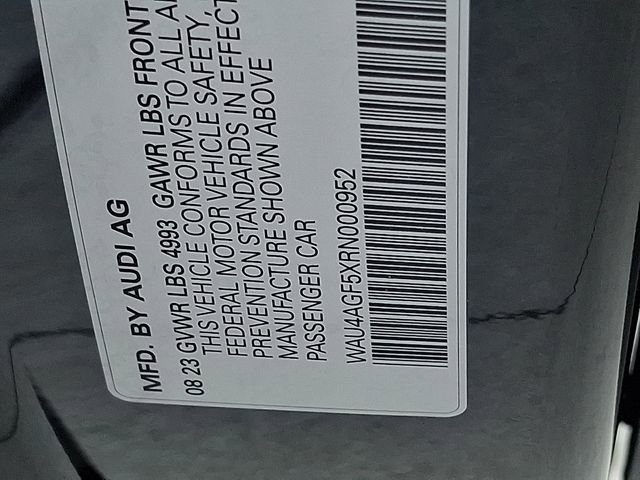 MFD. BY AUDI AG
08 23 GVWR LBS 4993 GAWR LBS FRONT
THIS VEHICLE CONFORMS TO ALL
FEDERAL MOTOR VEHICLE SAFETY,
PREVENTION STANDARDS IN EFFECT
MANUFACTURE SHOWN ABOVE
PASSENGER CAR
WAU4AGF5XRN000952